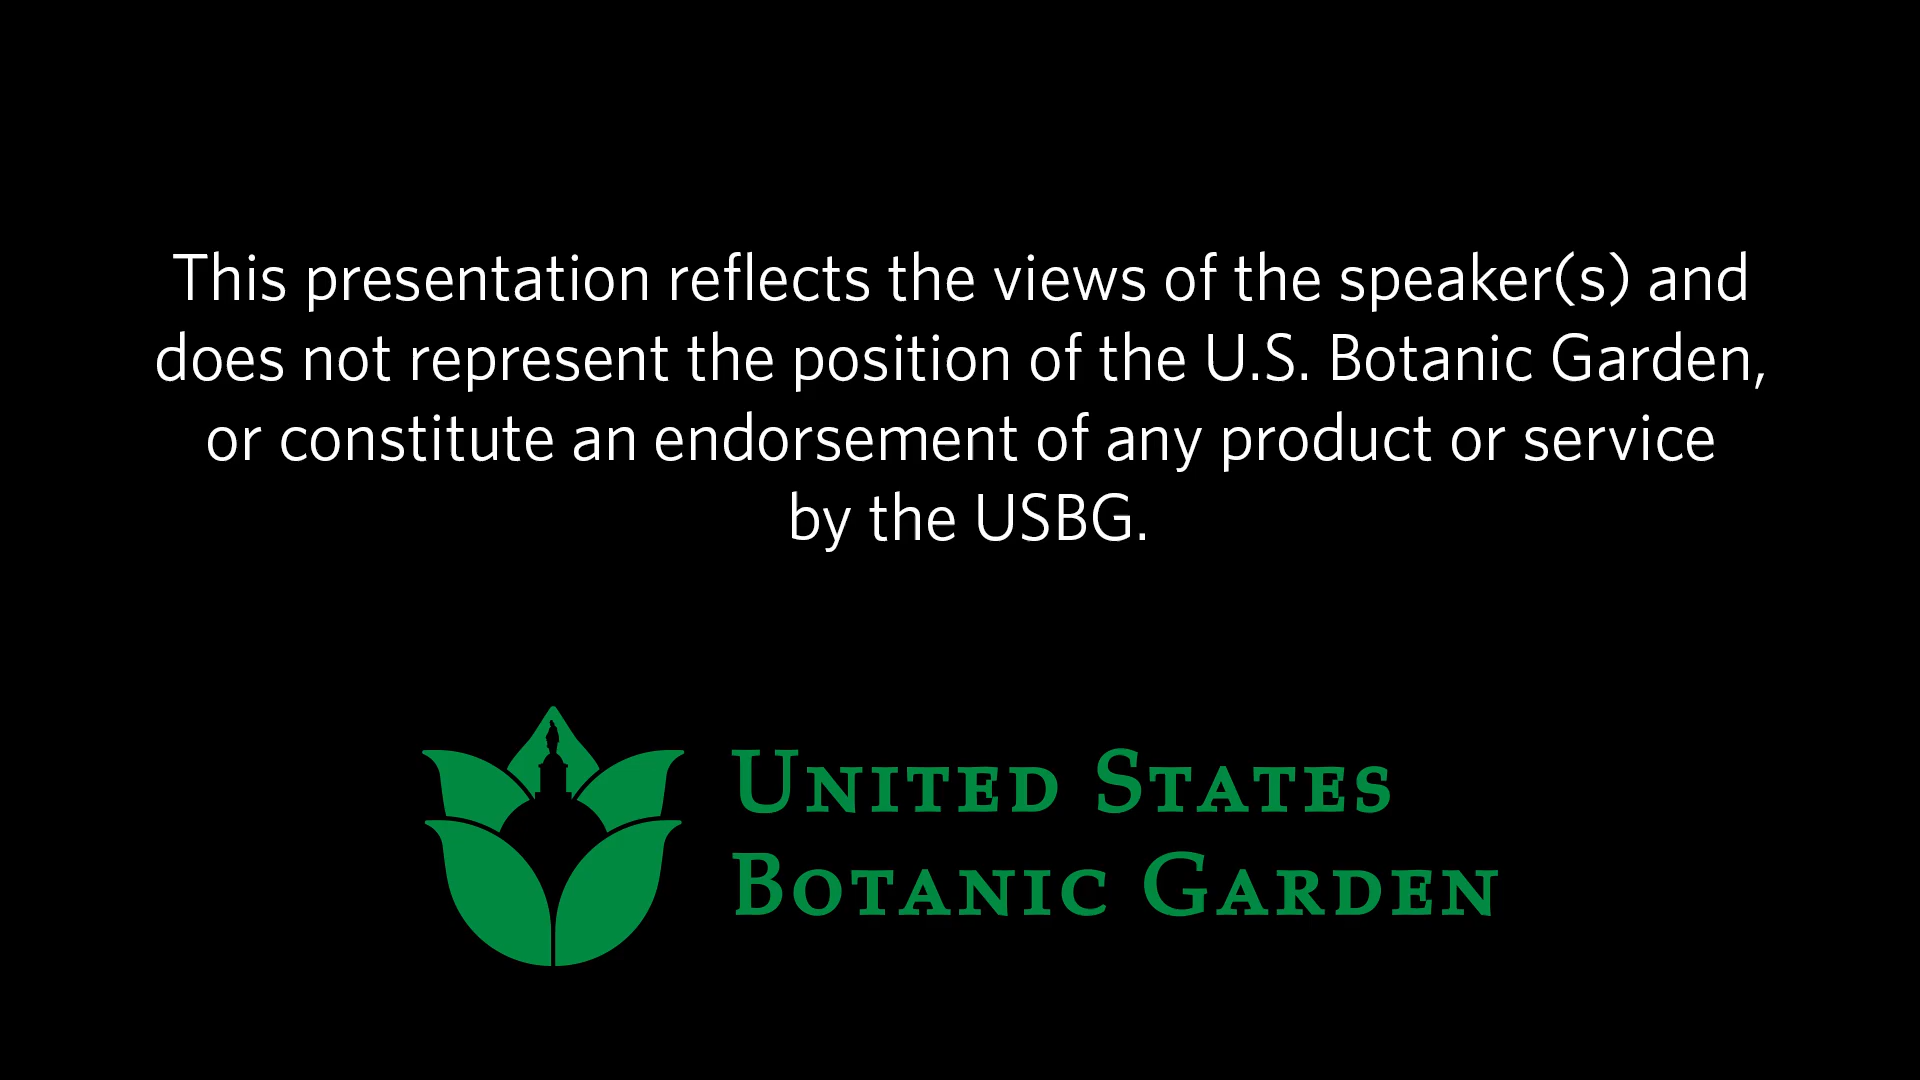 This presentation reflects the views of the speaker(s) and
does not represent the position of the U.S. Botanic Garden,
or constitute an endorsement of any product or service
by the USBG.
United States
Botanic Garden